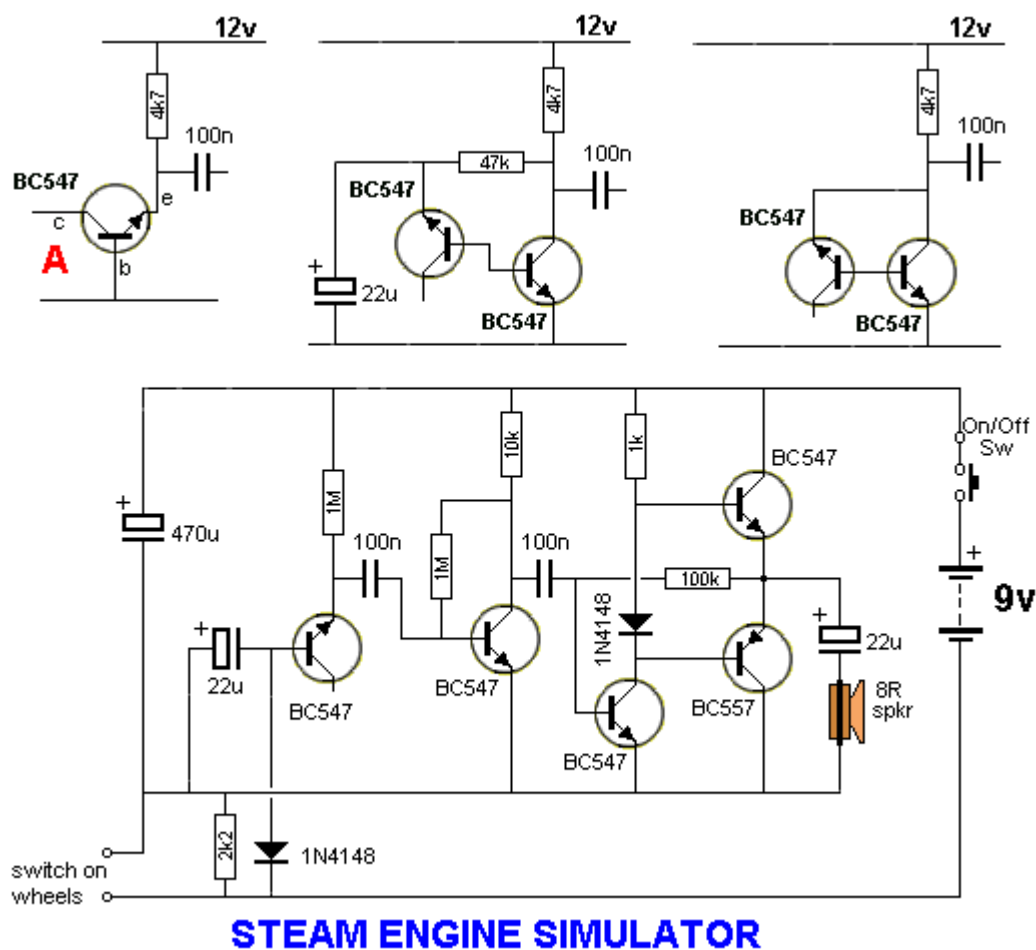 12v
4k7
100n
BC547
e
c
b
A
12v
4k7
47k
100n
BC547
+
22u
BC547
12v
4k7
100n
BC547
BC547
On/Off
Sw
1M
10k
1k
BC547
+
470u
100n
1M
100n
100k
+
9v
1N4148
+
22u
BC547
BC547
+
22u
BC557
8R
spkr
BC547
switch on
wheels
2k2
1N4148
STEAM ENGINE SIMULATOR